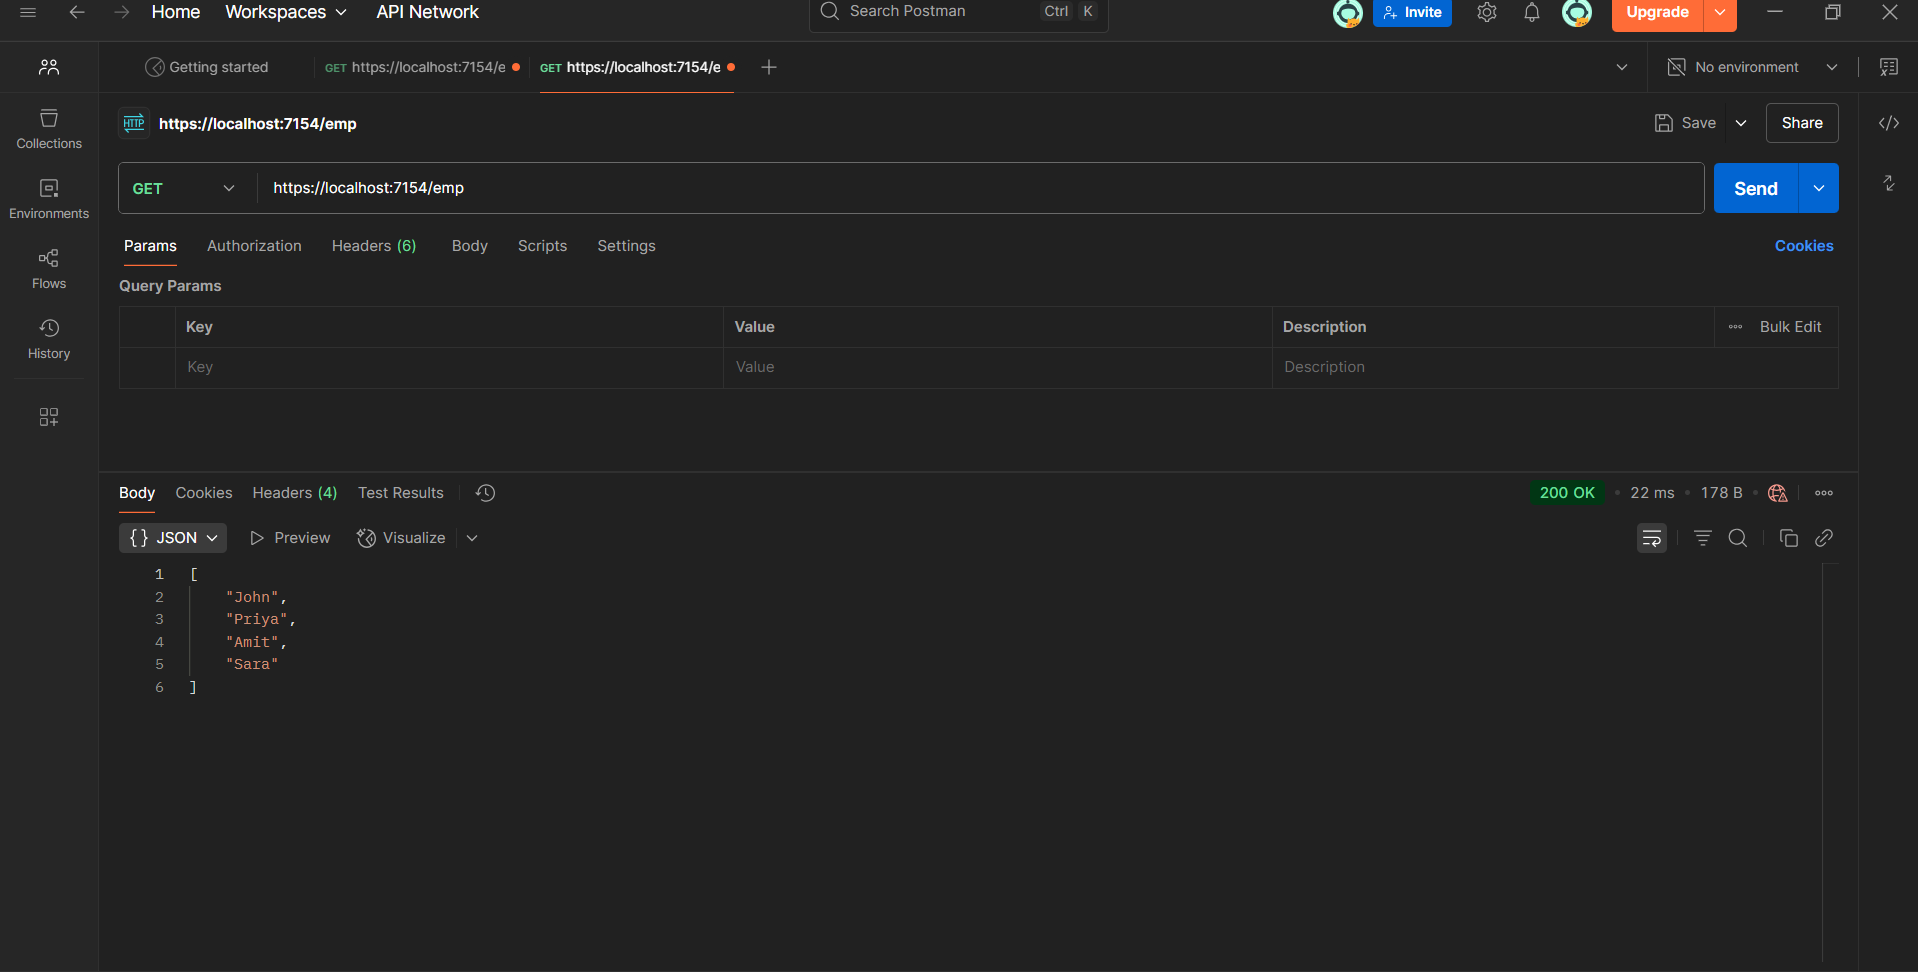 Home Workspaces API Network Search Postman Ctrl K Invite Upgrade
Getting started GET https://localhost:7154/e GET https://localhost:7154/e No environment
HTTP https://localhost:7154/emp Save Share
Collections
GET https://localhost:7154/emp Send
Environments
Params Authorization Headers (6) Body Scripts Settings Cookies
Flows
Query Params
Key Value Description Bulk Edit
History
Key Value Description
Body Cookies Headers (4) Test Results 200 OK • 22 ms • 178 B •
{ } JSON Preview Visualize
1 [
2 "John",
3 "Priya",
4 "Amit",
5 "Sara"
6 ]